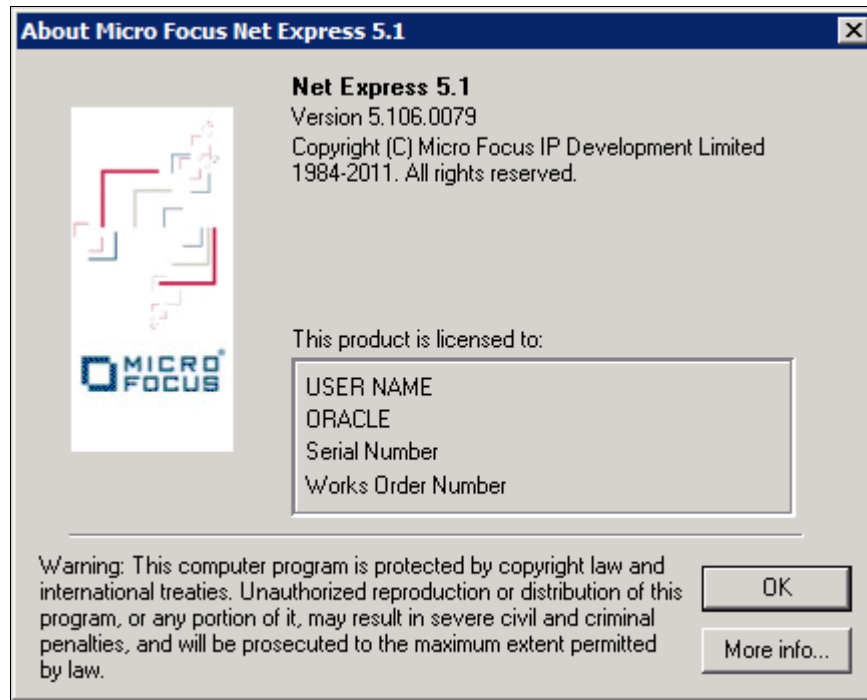 About Micro Focus Net Express 5.1
Net Express 5.1
Version 5.106.0079
Copyright (C) Micro Focus IP Development Limited
1984-2011. All rights reserved.
MICRO
FOCUS
This product is licensed to:
USER NAME
ORACLE
Serial Number
Works Order Number
Warning: This computer program is protected by copyright law and
international treaties. Unauthorized reproduction or distribution of this
program, or any portion of it, may result in severe civil and criminal
penalties, and will be prosecuted to the maximum extent permitted
by law.
OK
More info...